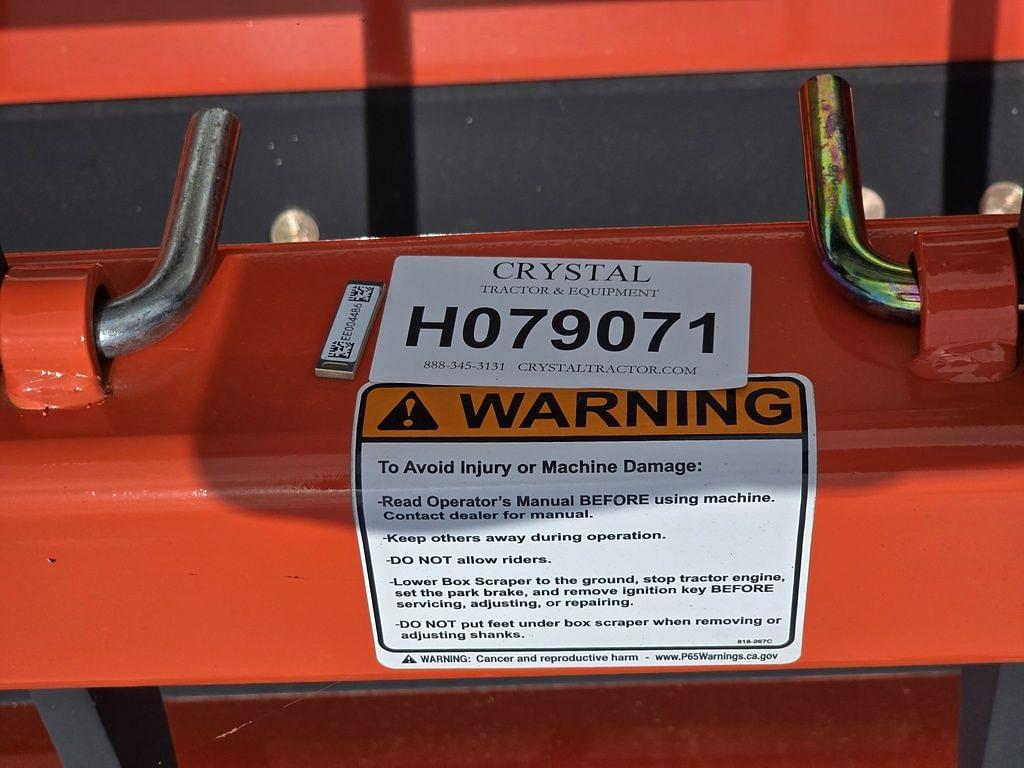 CRYSTAL
TRACTOR & EQUIPMENT
H079071
888-345-3131 CRYSTALTRACTOR.COM
EE004486
WARNING
To Avoid Injury or Machine Damage:
-Read Operator's Manual BEFORE using machine.
Contact dealer for manual.
-Keep others away during operation.
-DO NOT allow riders.
-Lower Box Scraper to the ground, stop tractor engine,
set the park brake, and remove ignition key BEFORE
servicing, adjusting, or repairing.
-DO NOT put feet under box scraper when removing or
adjusting shanks.
818-267C
WARNING: Cancer and reproductive harm - www.P65Warnings.ca.gov